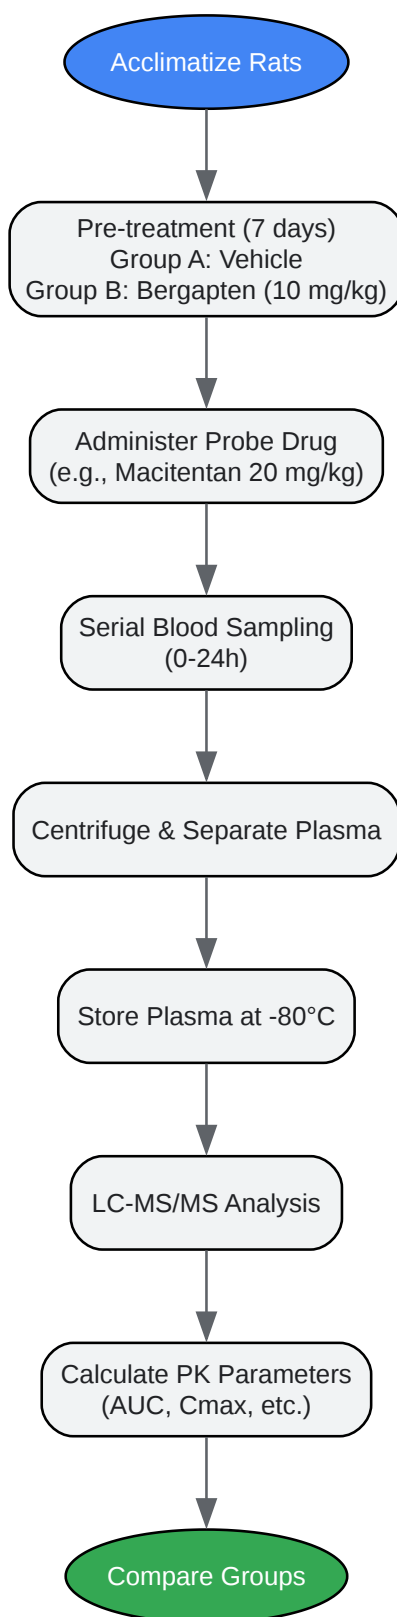 Acclimatize Rats
Pre-treatment (7 days)
Group A: Vehicle
Group B: Bergapten (10 mg/kg)
Administer Probe Drug
(e.g., Macitentan 20 mg/kg)
Serial Blood Sampling
(0-24h)
Centrifuge & Separate Plasma
Store Plasma at -80°C
LC-MS/MS Analysis
Calculate PK Parameters
(AUC, Cmax, etc.)
Compare Groups